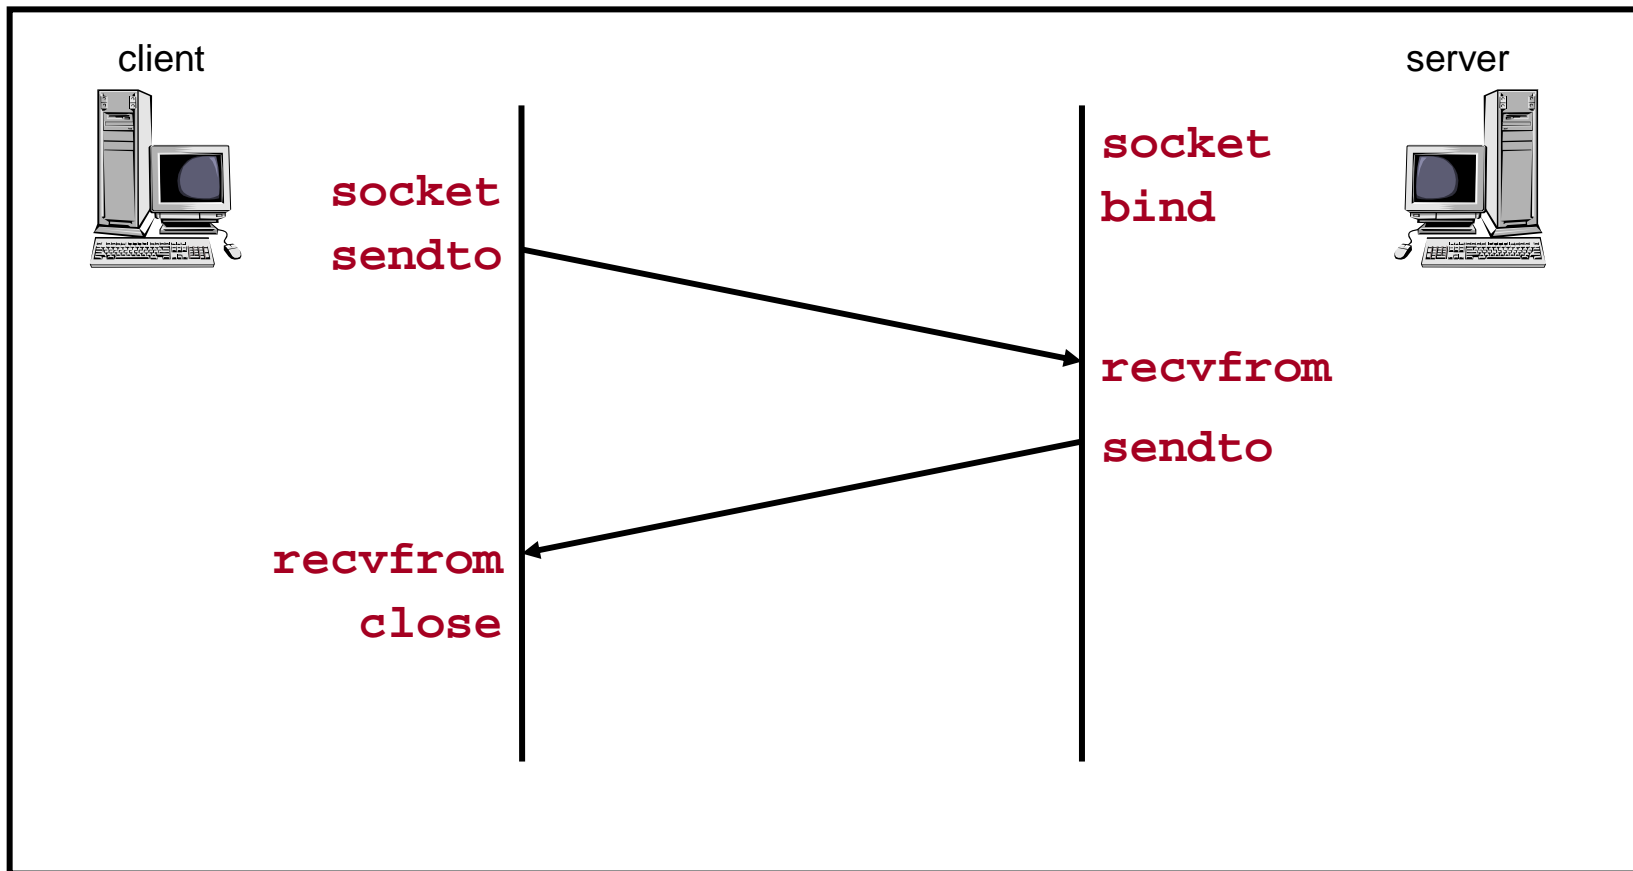 client
server
socket
bind
socket
sendto
recvfrom
sendto
recvfrom
close